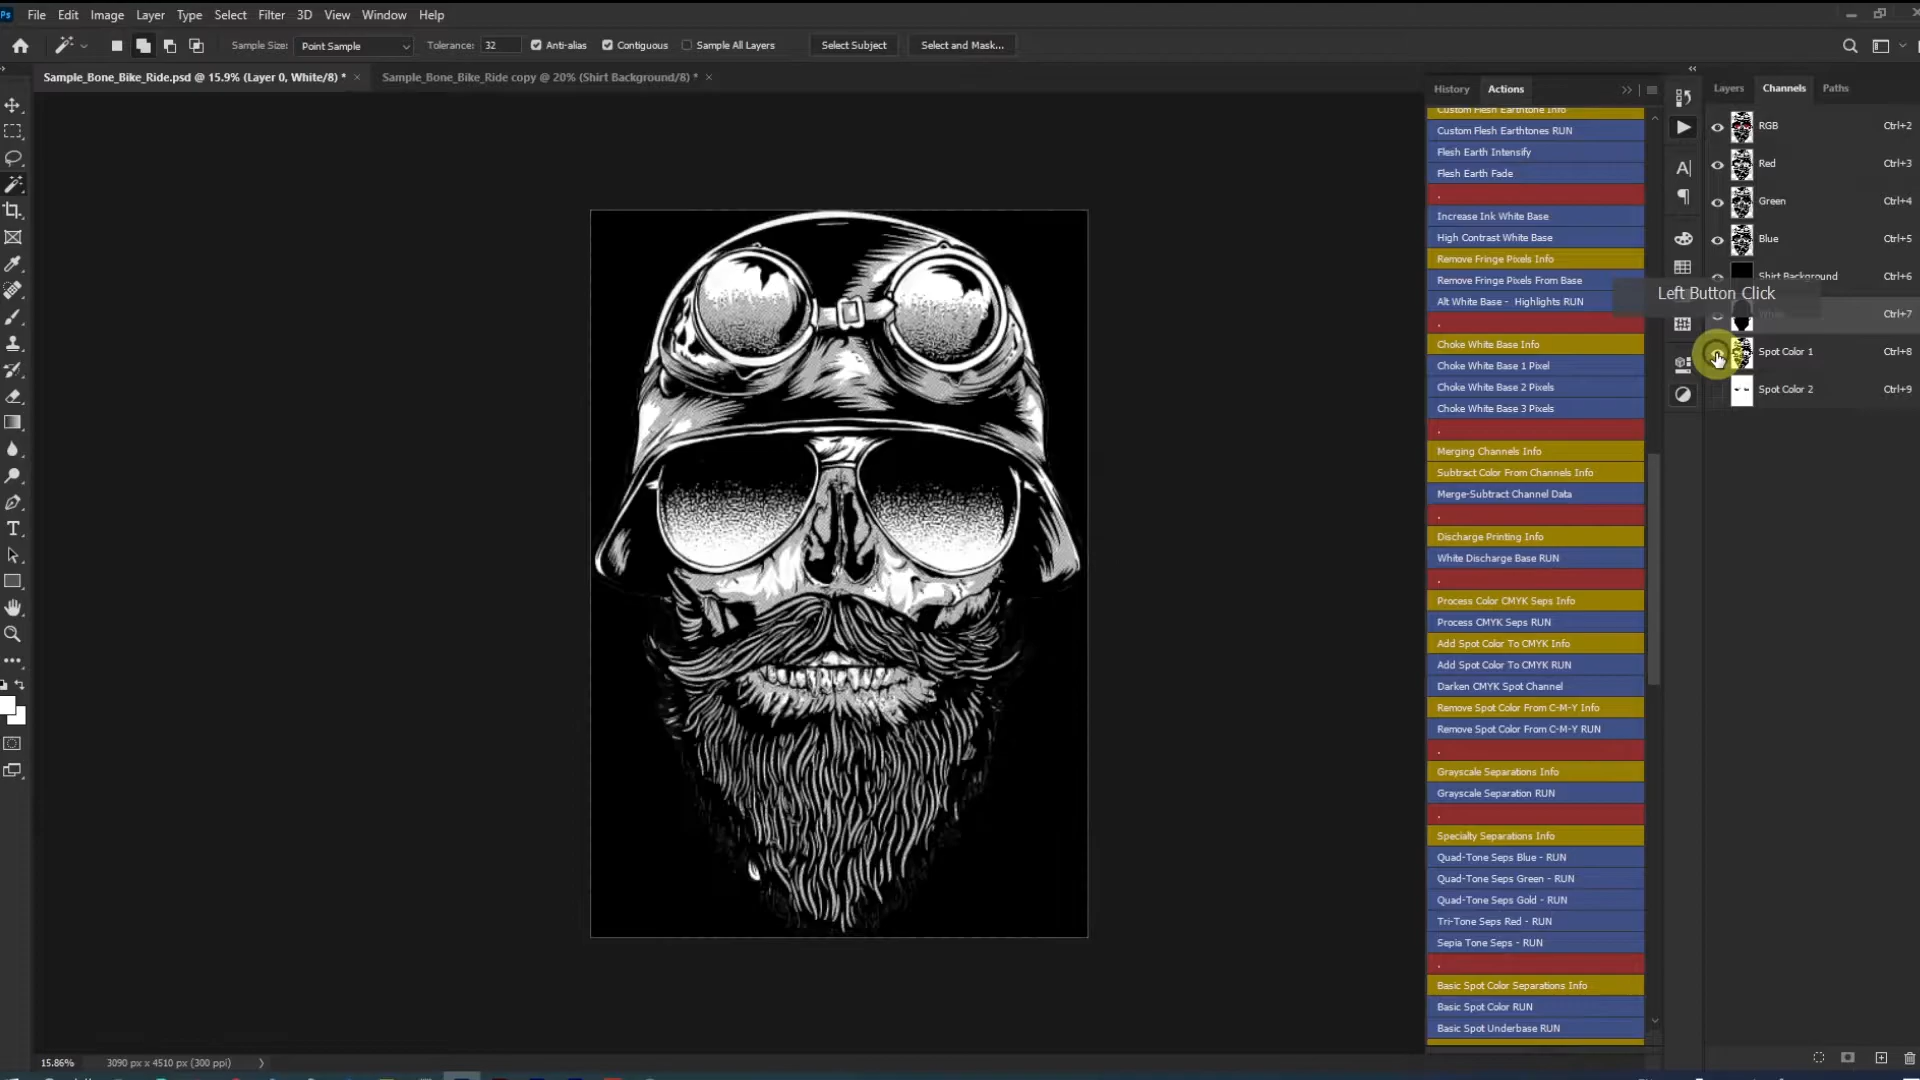 Ps File Edit Image Layer Type Select Filter 3D View Window Help
Sample Size: Point Sample Tolerance: 32 Anti-alias Contiguous Sample All Layers Select Subject Select and Mask...
Sample_Bone_Bike_Ride.psd @ 15.9% (Layer 0, White/8) * × Sample_Bone_Bike_Ride copy @ 20% (Shirt Background/8) * ×
History Actions
Custom Flesh Earthtone Info
Custom Flesh Earthtones RUN
Flesh Earth Intensify
Flesh Earth Fade
.
Increase Ink White Base
High Contrast White Base
Remove Fringe Pixels Info
Remove Fringe Pixels From Base
Alt White Base - Highlights RUN
.
Choke White Base Info
Choke White Base 1 Pixel
Choke White Base 2 Pixels
Choke White Base 3 Pixels
.
Merging Channels Info
Subtract Color From Channels Info
Merge-Subtract Channel Data
.
Discharge Printing Info
White Discharge Base RUN
.
Process Color CMYK Seps Info
Process CMYK Seps RUN
Add Spot Color To CMYK Info
Add Spot Color To CMYK RUN
Darken CMYK Spot Channel
Remove Spot Color From C-M-Y Info
Remove Spot Color From C-M-Y RUN
.
Grayscale Separations Info
Grayscale Separation RUN
.
Specialty Separations Info
Quad-Tone Seps Blue - RUN
Quad-Tone Seps Green - RUN
Quad-Tone Seps Gold - RUN
Tri-Tone Seps Red - RUN
Sepia Tone Seps - RUN
.
Basic Spot Color Separations Info
Basic Spot Color RUN
Basic Spot Underbase RUN
Layers Channels Paths
RGB Ctrl+2
Red Ctrl+3
Green Ctrl+4
Blue Ctrl+5
Shirt Background Ctrl+6
Left Button Click
White Ctrl+7
Spot Color 1 Ctrl+8
Spot Color 2 Ctrl+9
15.86% 3090 px x 4510 px (300 ppi)